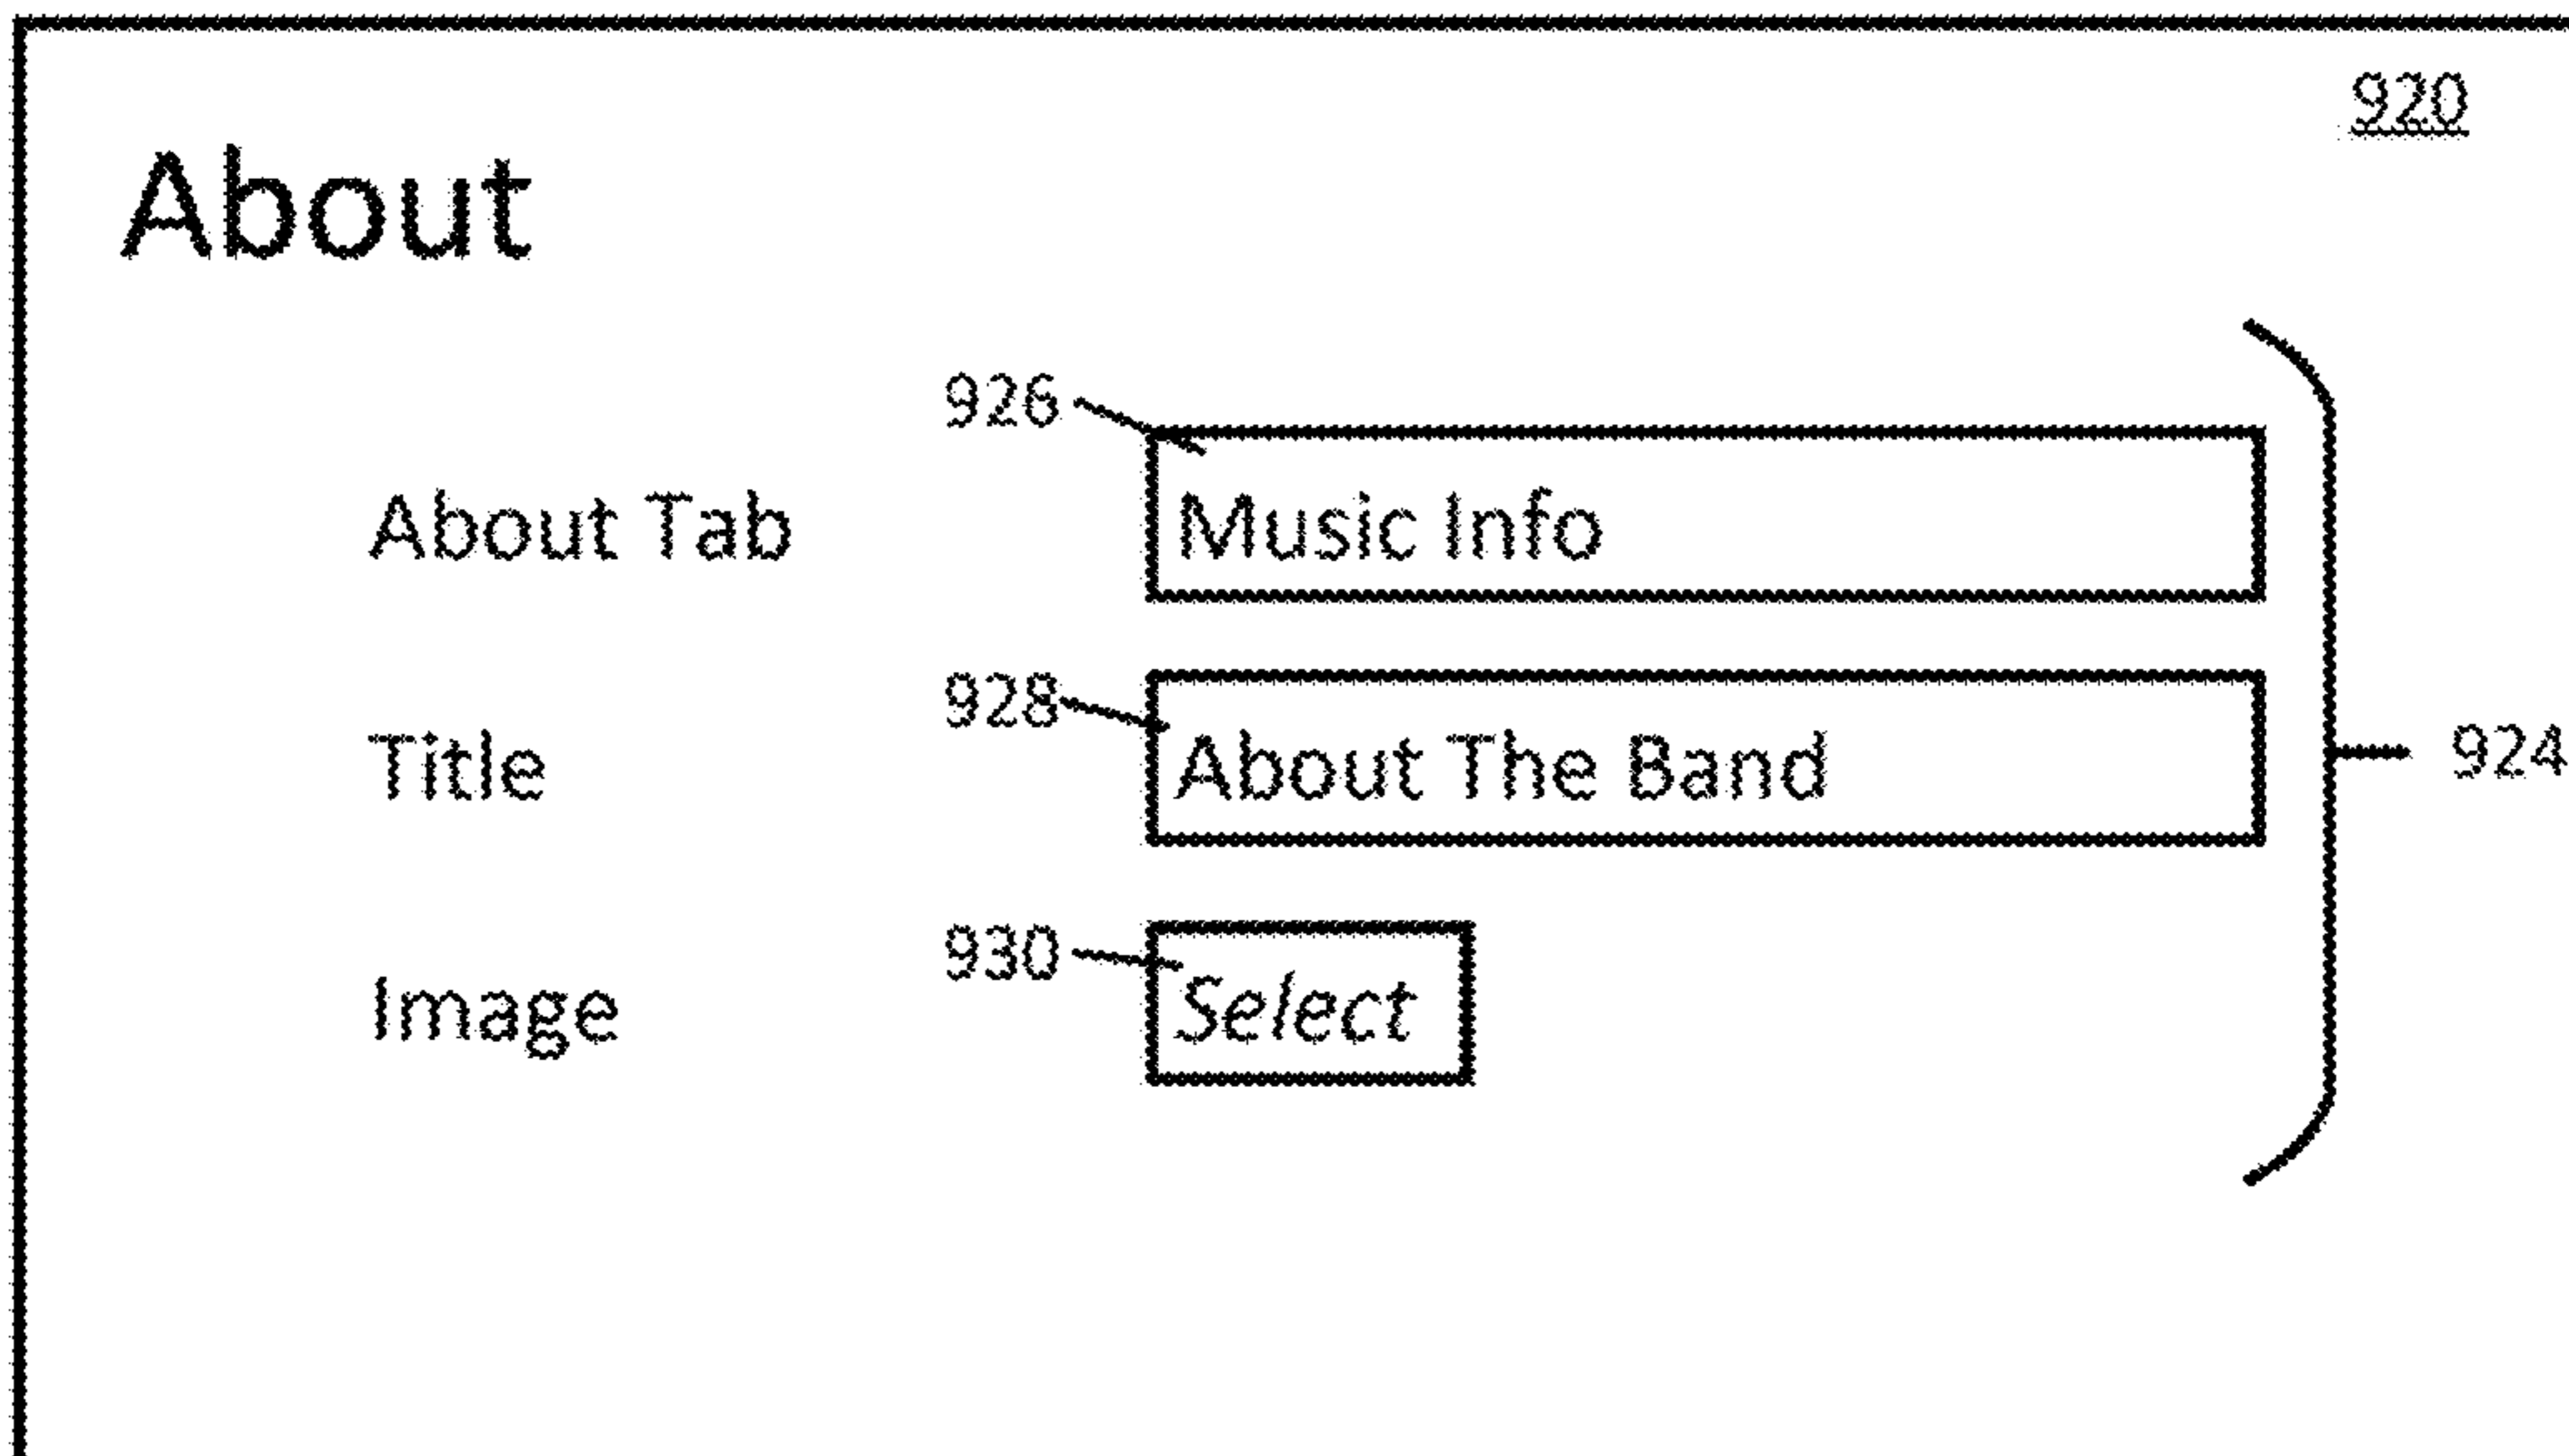 920
About
926
About Tab Music Info
928
Title About The Band
924
930
Image Select